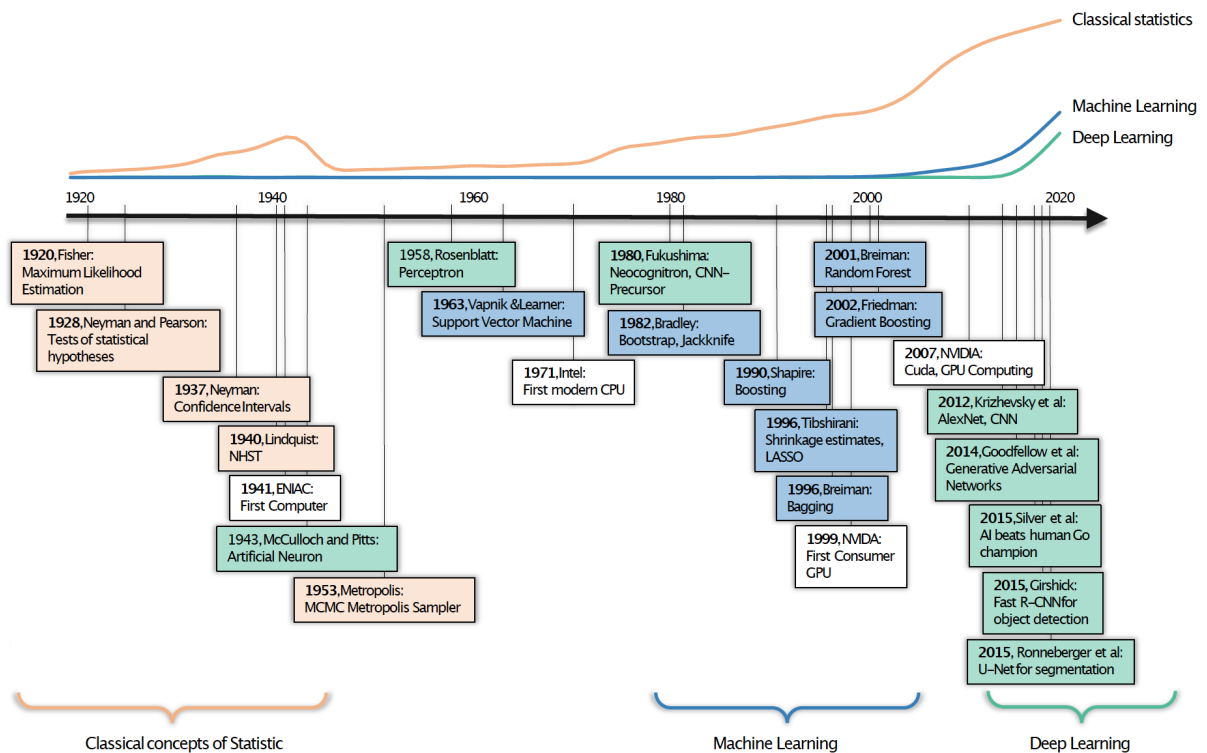 Classical statistics
Machine Learning
Deep Learning
1920
1940
1960
1980
2000
2020
1920, Fisher:
Maximum Likelihood
Estimation
1928, Neyman and Pearson:
Tests of statistical
hypotheses
1937, Neyman:
Confidence Intervals
1940, Lindquist:
NHST
1941, ENIAC:
First Computer
1943, McCulloch and Pitts:
Artificial Neuron
1953, Metropolis:
MCMC Metropolis Sampler
1958, Rosenblatt:
Perceptron
1963, Vapnik &Learner:
Support Vector Machine
1971, Intel:
First modern CPU
1980, Fukushima:
Neocognitron, CNN–
Precursor
1982, Bradley:
Bootstrap, Jackknife
1990, Shapire:
Boosting
1996, Tibshirani:
Shrinkage estimates,
LASSO
1996, Breiman:
Bagging
1999, NVIDA:
First Consumer
GPU
2001, Breiman:
Random Forest
2002, Friedman:
Gradient Boosting
2007, NVIDIA:
Cuda, GPU Computing
2012, Krizhevsky et al:
AlexNet, CNN
2014, Goodfellow et al:
Generative Adversarial
Networks
2015, Silver et al:
AI beats human Go
champion
2015, Girshick:
Fast R–CNN for
object detection
2015, Ronneberger et al:
U–Net for segmentation
Classical concepts of Statistic
Machine Learning
Deep Learning